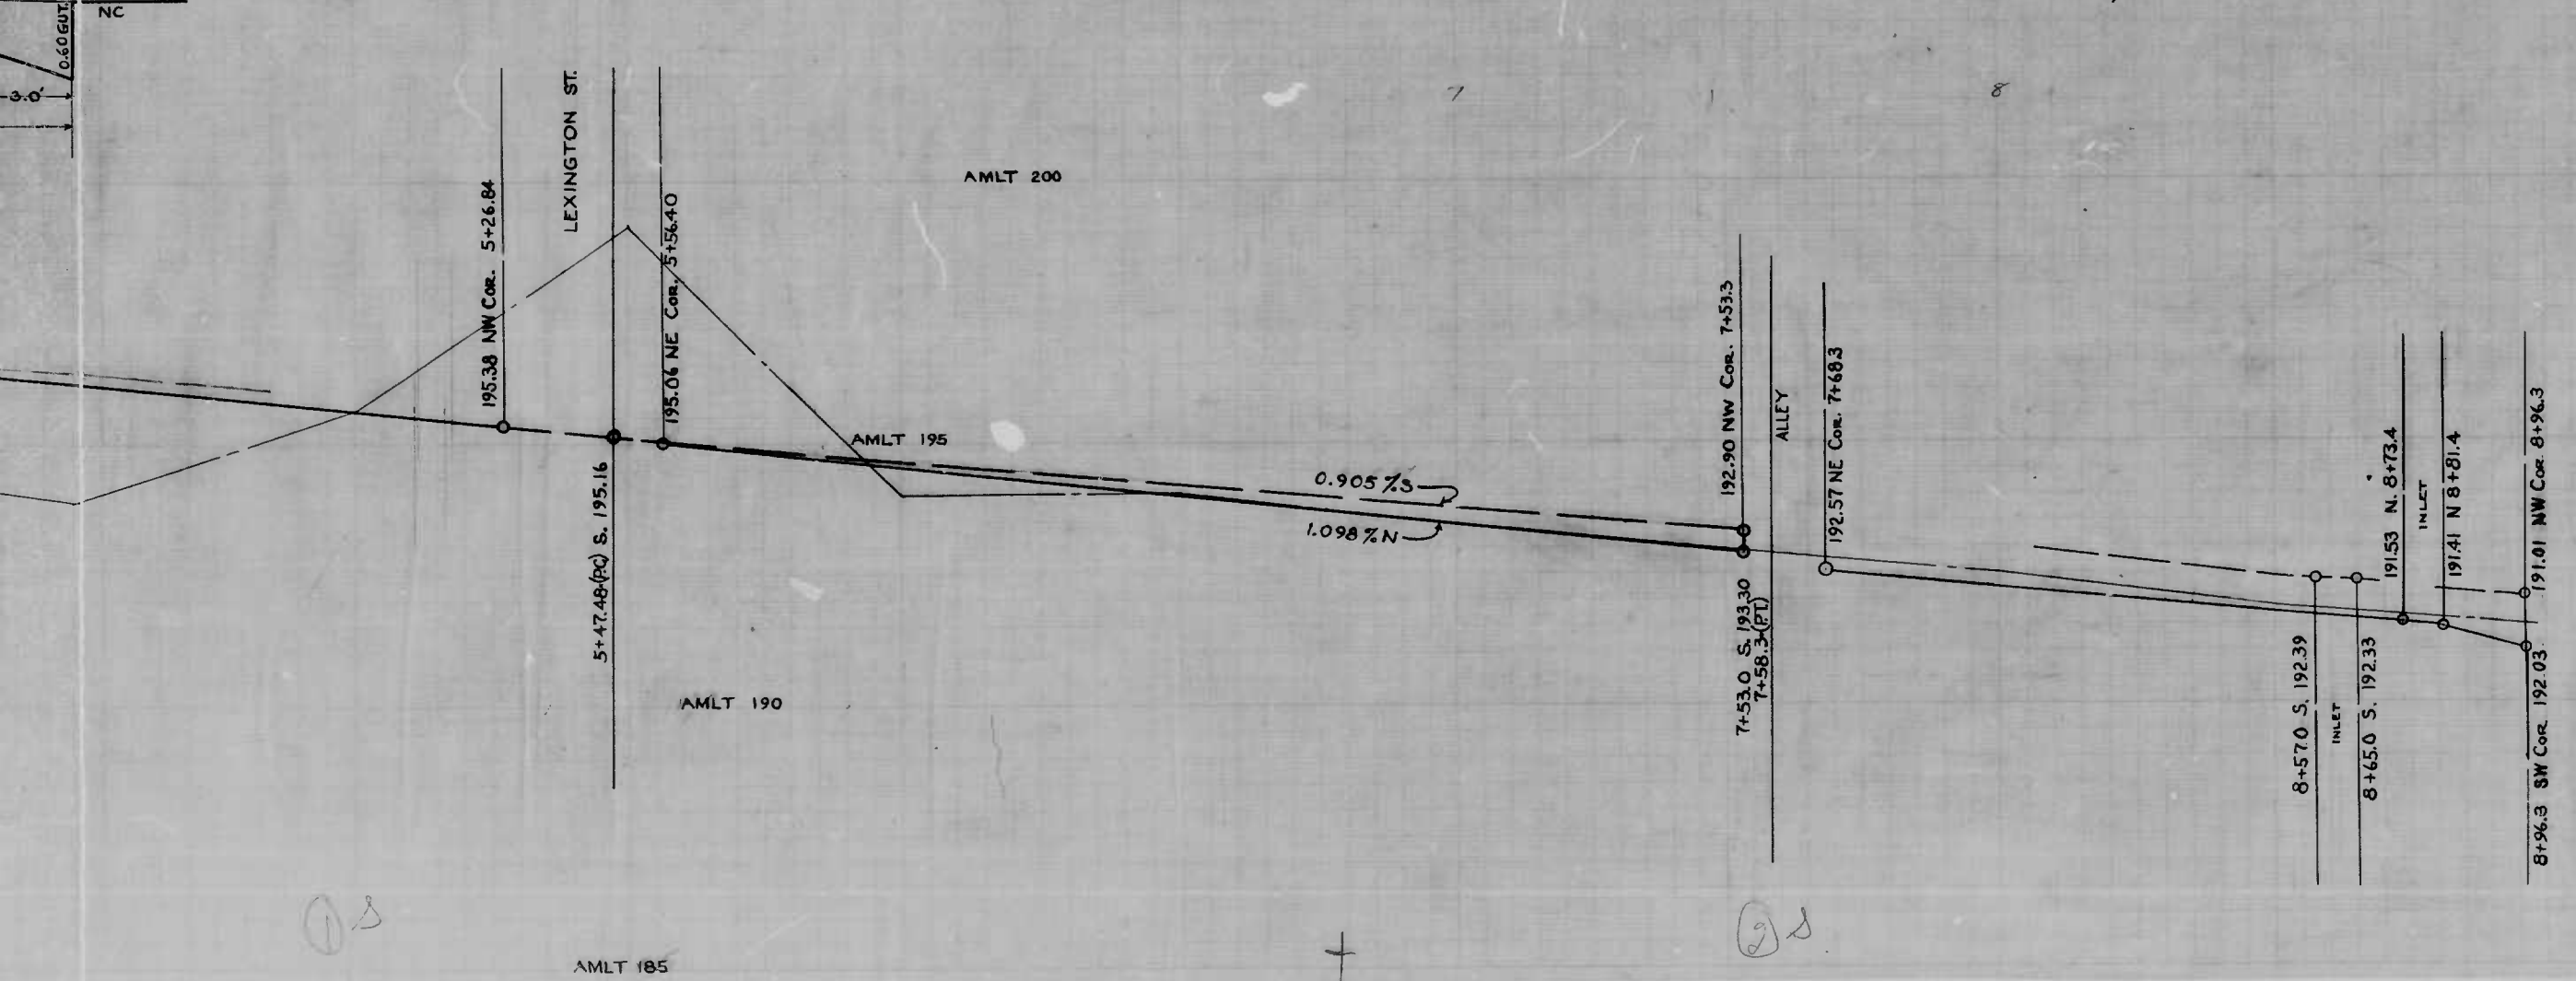 NC
0.60 GUT.
3.0'
LEXINGTON ST.
195.38 NW COR. 5+26.84
195.06 NE COR. 5+56.40
5+47.48 (P.C.) S. 195.16
AMLT 200
7
8
AMLT 195
0.905 % S
1.098 % N
192.90 NW COR. 7+53.3
ALLEY
192.57 NE COR. 7+68.3
7+53.0 S. 193.30
7+58.3 (P.T.)
191.53 N. 8+73.4
INLET
191.41 N 8+81.4
191.01 NW COR. 8+96.3
8+57.0 S. 192.39
INLET
8+65.0 S. 192.33
8+96.3 SW COR. 192.03
AMLT 190
1 S
2 S
AMLT 185